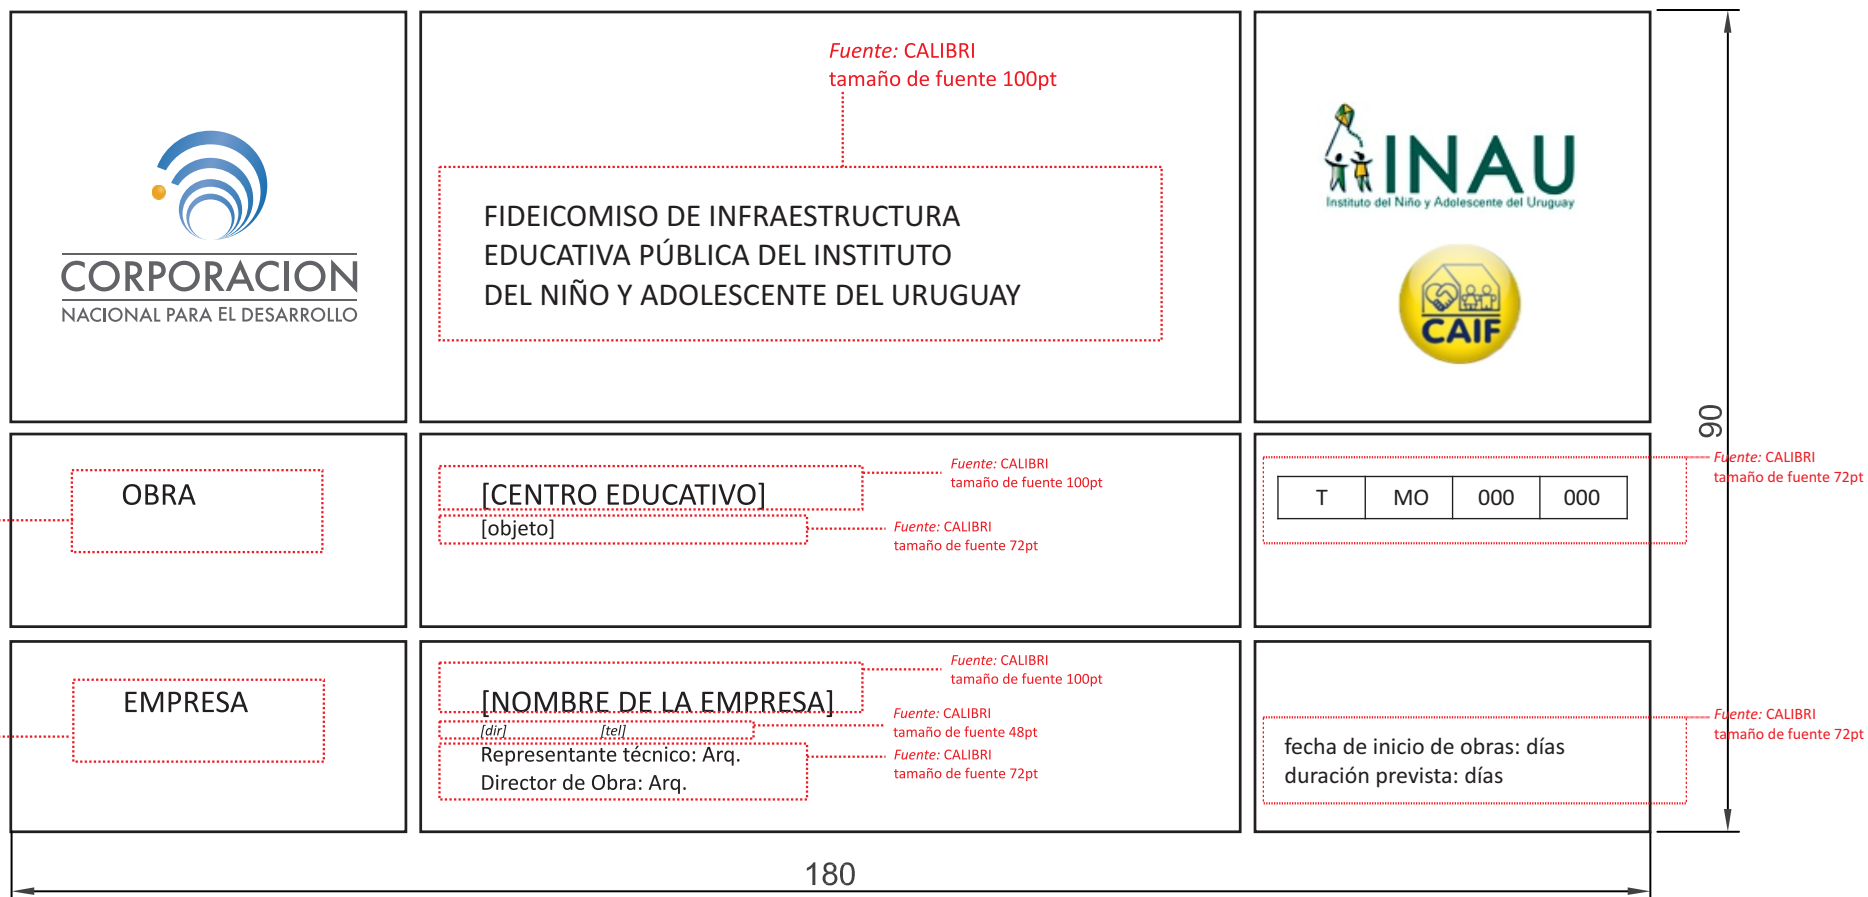 Fuente: CALIBRI
tamaño de fuente 100pt
CORPORACION
NACIONAL PARA EL DESARROLLO
FIDEICOMISO DE INFRAESTRUCTURA
EDUCATIVA PÚBLICA DEL INSTITUTO
DEL NIÑO Y ADOLESCENTE DEL URUGUAY
INAU
Instituto del Niño y Adolescente del Uruguay
CAIF
90
OBRA
[CENTRO EDUCATIVO]
[objeto]
Fuente: CALIBRI
tamaño de fuente 100pt
Fuente: CALIBRI
tamaño de fuente 72pt
T MO 000 000
Fuente: CALIBRI
tamaño de fuente 72pt
EMPRESA
[NOMBRE DE LA EMPRESA]
[dir] [tel]
Representante técnico: Arq.
Director de Obra: Arq.
Fuente: CALIBRI
tamaño de fuente 100pt
Fuente: CALIBRI
tamaño de fuente 48pt
Fuente: CALIBRI
tamaño de fuente 72pt
fecha de inicio de obras: días
duración prevista: días
Fuente: CALIBRI
tamaño de fuente 72pt
180